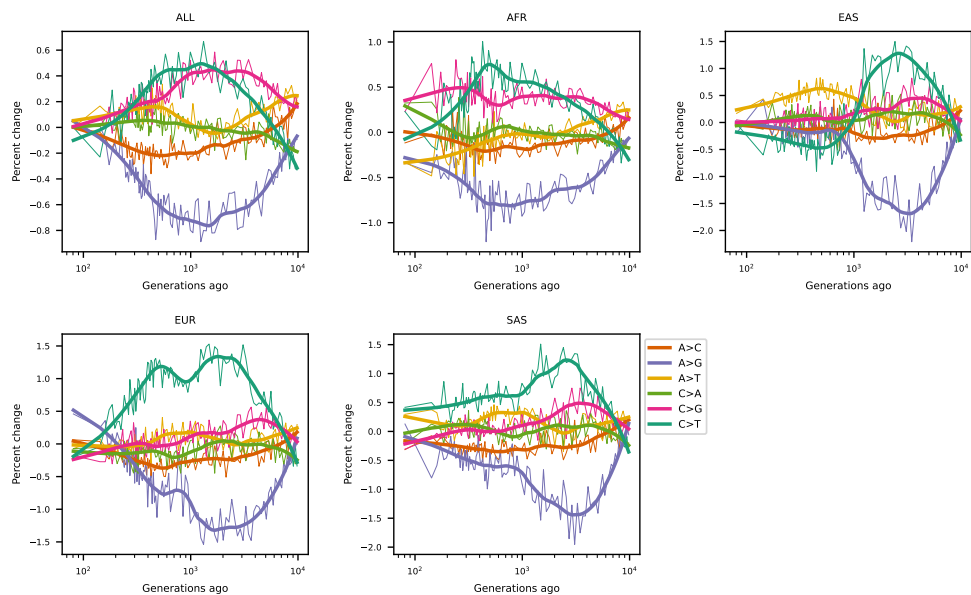 ALL
0.6
0.4
0.2
0.0
−0.2
−0.4
−0.6
−0.8
Percent change
10²
10³
10⁴
Generations ago
AFR
1.0
0.5
0.0
−0.5
−1.0
Percent change
10²
10³
10⁴
Generations ago
EAS
1.5
1.0
0.5
0.0
−0.5
−1.0
−1.5
−2.0
Percent change
10²
10³
10⁴
Generations ago
EUR
1.5
1.0
0.5
0.0
−0.5
−1.0
−1.5
Percent change
10²
10³
10⁴
Generations ago
SAS
1.5
1.0
0.5
0.0
−0.5
−1.0
−1.5
−2.0
Percent change
10²
10³
10⁴
Generations ago
A>C
A>G
A>T
C>A
C>G
C>T